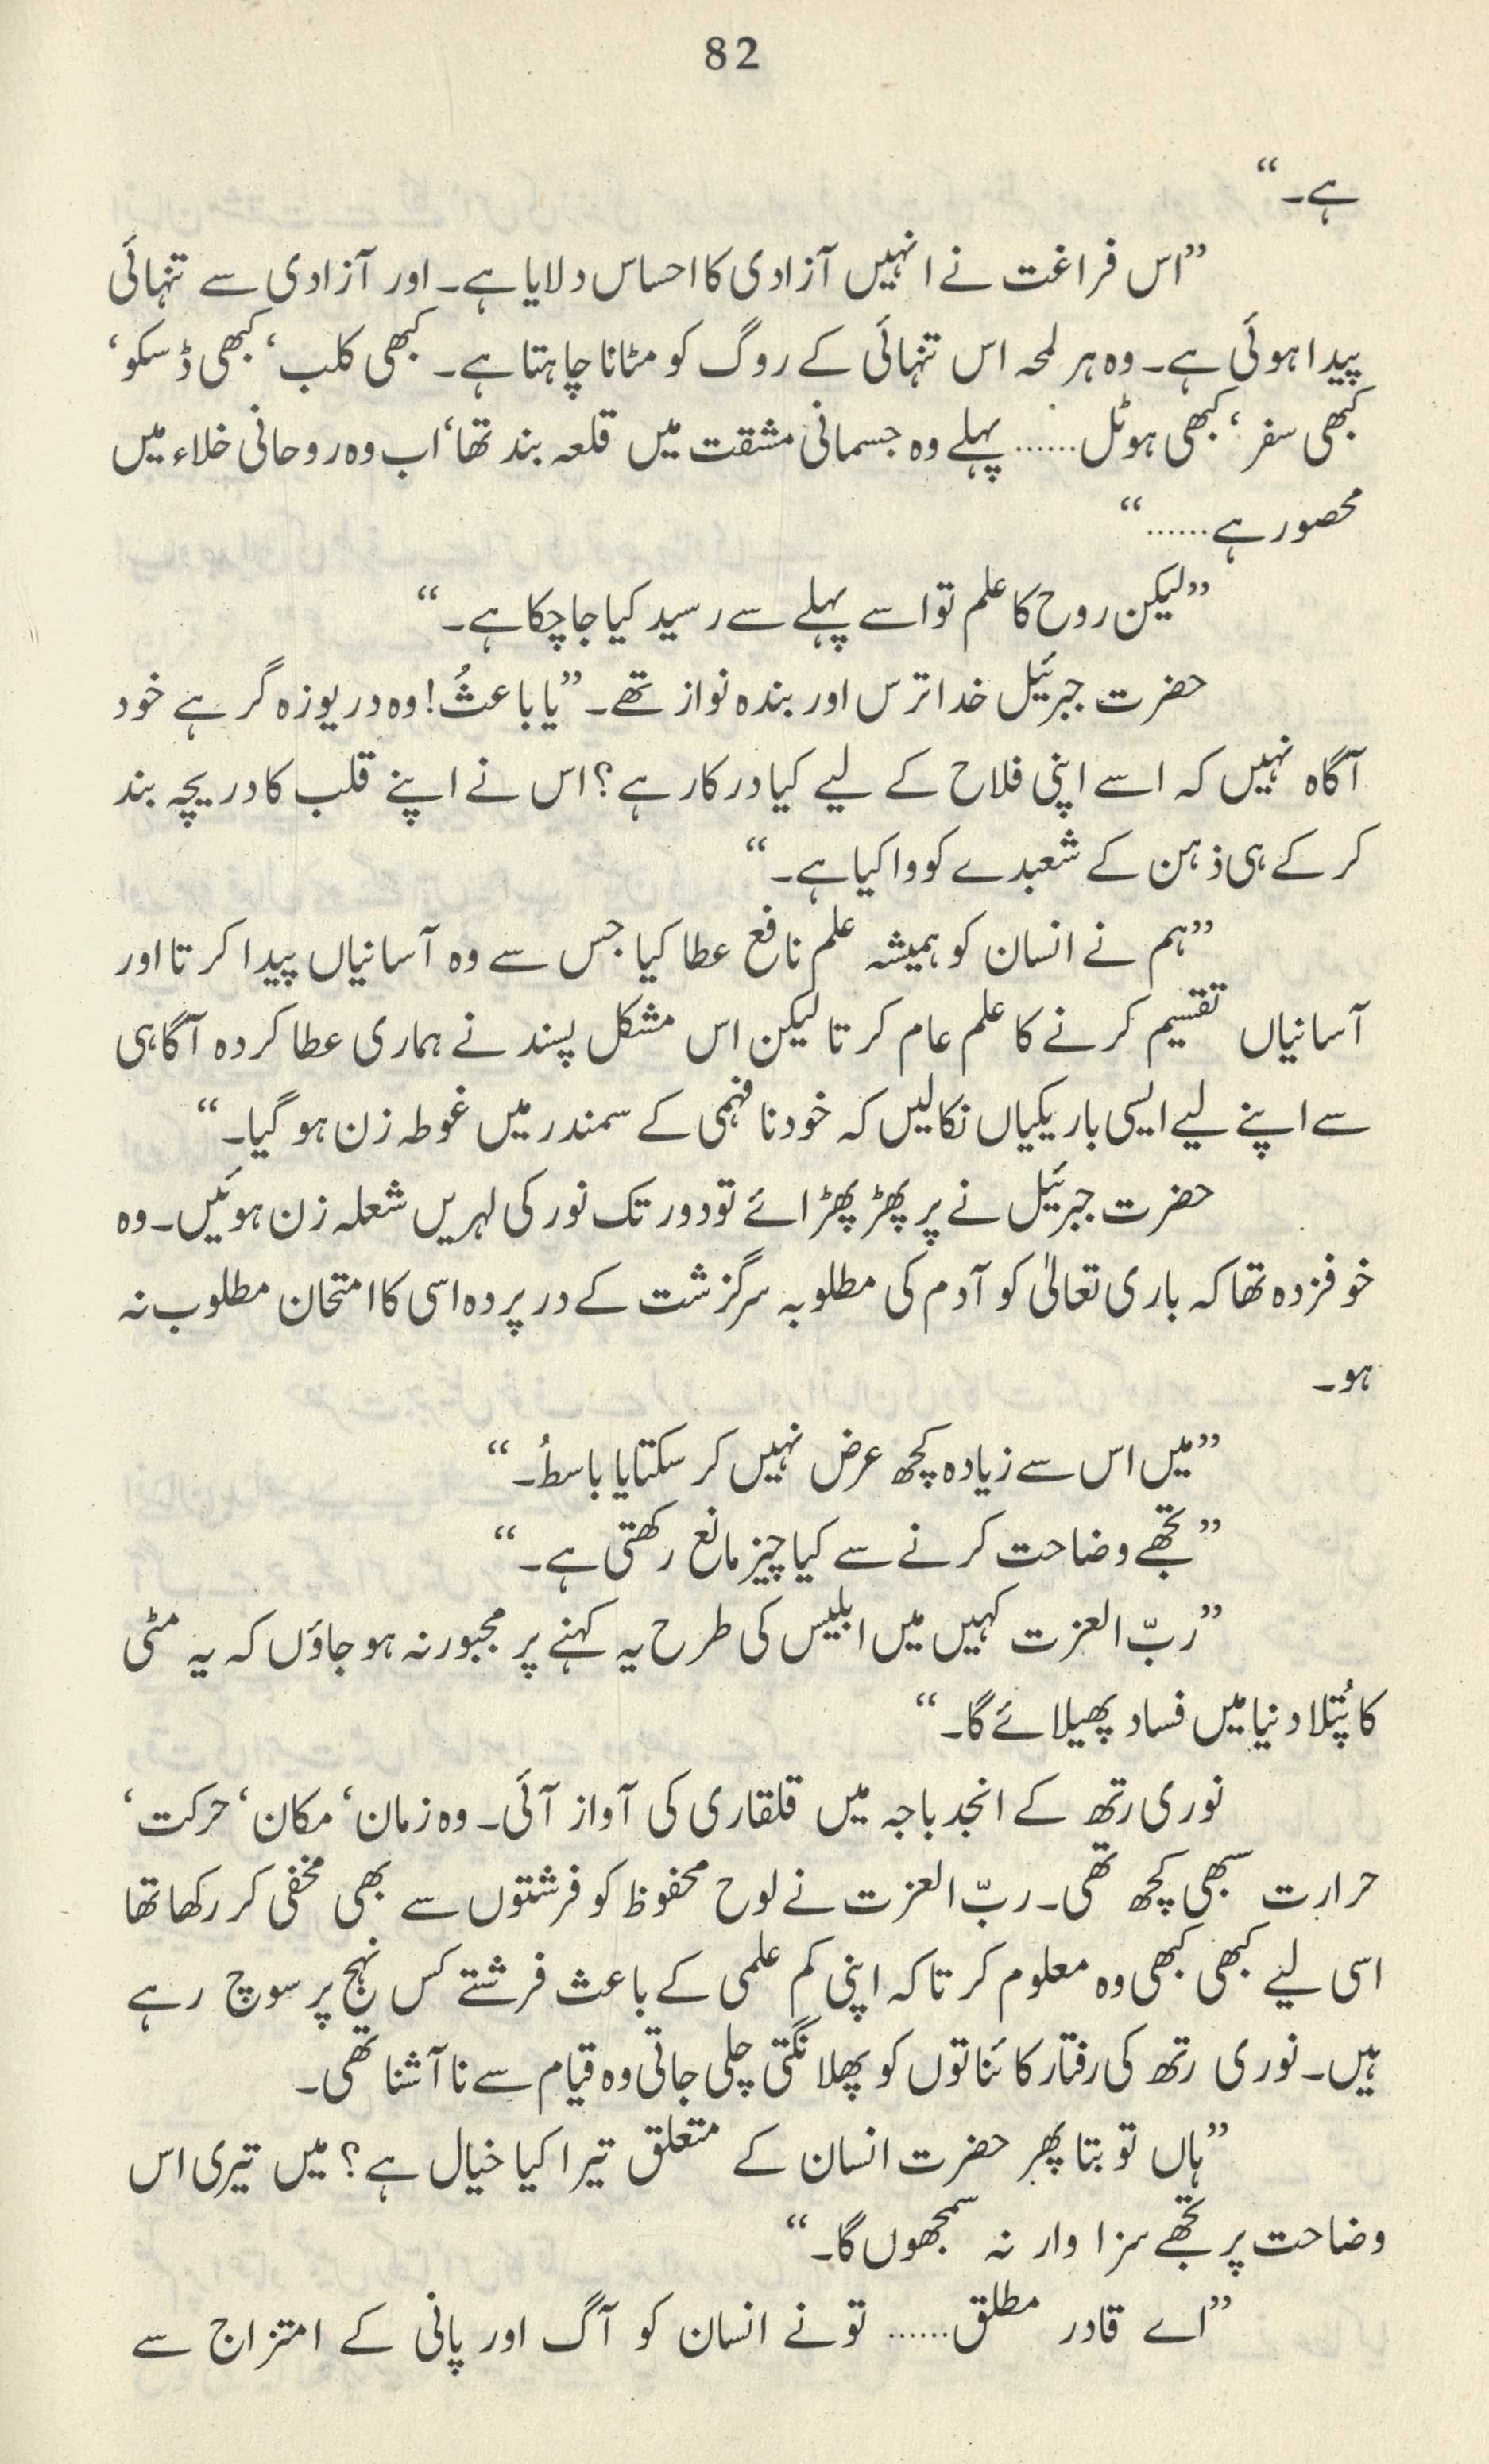 82
ہے۔“
”اس فراغت نے انہیں آزادی کا احساس دلایا ہے۔ اور آزادی سے تنہائی
پیدا ہوئی ہے۔ وہ ہر لمحہ اس تنہائی کے روگ کو مٹانا چاہتا ہے۔ کبھی کلب‘ کبھی ڈسکو‘
کبھی سفر‘ کبھی ہوٹل...... پہلے وہ جسمانی مشقت میں قلعہ بند تھا‘ اب وہ روحانی خلاء میں
محصور ہے......“
”لیکن روح کا علم تو اسے پہلے سے رسید کیا جا چکا ہے۔“
حضرت جبرئیل خدا ترس اور بندہ نواز تھے۔ ”یا باعثُ! وہ دریوزہ گر ہے خود
آگاہ نہیں کہ اسے اپنی فلاح کے لیے کیا درکار ہے؟ اس نے اپنے قلب کا دریچہ بند
کر کے ہی ذہن کے شعبدے کو وا کیا ہے۔“
”ہم نے انسان کو ہمیشہ علم نافع عطا کیا جس سے وہ آسانیاں پیدا کرتا اور
آسانیاں تقسیم کرنے کا علم عام کرتا لیکن اس مشکل پسند نے ہماری عطا کردہ آگاہی
سے اپنے لیے ایسی باریکیاں نکالیں کہ خود نافہمی کے سمندر میں غوطہ زن ہو گیا۔“
حضرت جبرئیل نے پر پھڑپھڑائے تو دور تک نور کی لہریں شعلہ زن ہوئیں۔ وہ
خوفزدہ تھا کہ باری تعالیٰ کو آدم کی مطلوبہ سرگزشت کے در پردہ اسی کا امتحان مطلوب نہ
ہو۔
”میں اس سے زیادہ کچھ عرض نہیں کر سکتا یا باسطُ۔“
”تجھے وضاحت کرنے سے کیا چیز مانع رکھتی ہے۔“
”ربّ العزت کہیں میں ابلیس کی طرح یہ کہنے پر مجبور نہ ہو جاؤں کہ یہ مٹی
کا پُتلا دنیا میں فساد پھیلائے گا۔“
نوری رتھ کے انجد باجہ میں قلقاری کی آواز آئی۔ وہ زمان‘ مکان‘ حرکت‘
حرارت سبھی کچھ تھی۔ ربّ العزت نے لوح محفوظ کو فرشتوں سے بھی مخفی کر رکھا تھا
اسی لیے کبھی کبھی وہ معلوم کرتا کہ اپنی کم علمی کے باعث فرشتے کس نہج پر سوچ رہے
ہیں۔ نوری رتھ کی رفتار کائناتوں کو پھلانگتی چلی جاتی وہ قیام سے ناآشنا تھی۔
”ہاں تو بتا پھر حضرت انسان کے متعلق تیرا کیا خیال ہے؟ میں تیری اس
وضاحت پر تجھے سزا وار نہ سمجھوں گا۔“
”اے قادر مطلق...... تو نے انسان کو آگ اور پانی کے امتزاج سے